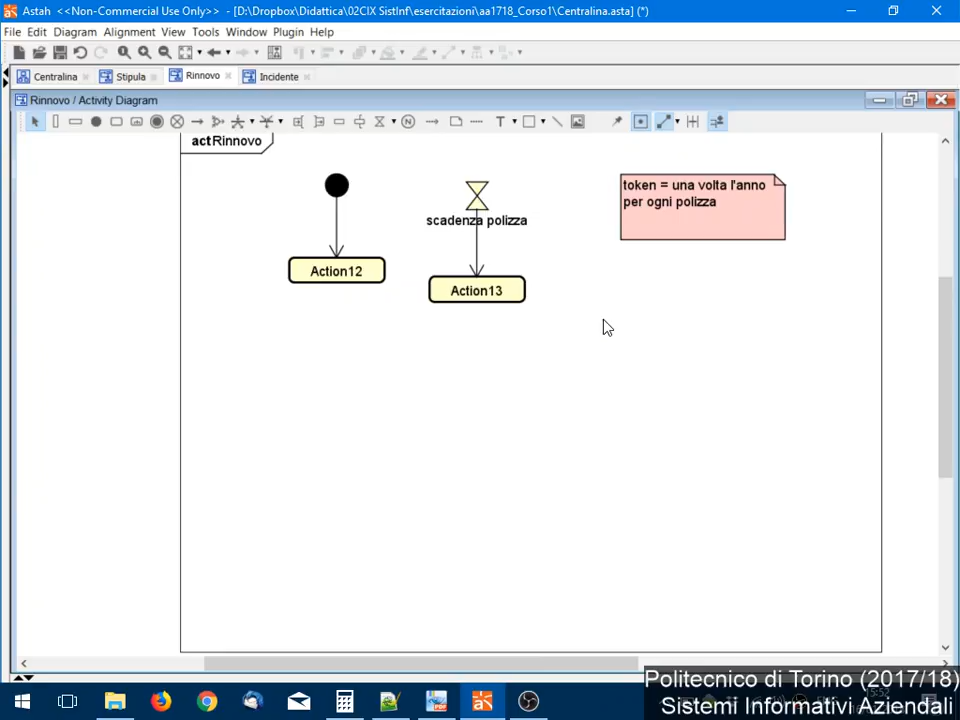 Astah <<Non-Commercial Use Only>> - [D:\Dropbox\Didattica\02CIX SistInf\esercitazioni\aa1718_Corso1\Centralina.asta] (*)
File Edit Diagram Alignment View Tools Window Plugin Help
Centralina Stipula Rinnovo Incidente
Rinnovo / Activity Diagram
act Rinnovo
token = una volta l'anno
per ogni polizza
scadenza polizza
Action12
Action13
Politecnico di Torino (2017/18)
Sistemi Informativi Aziendali